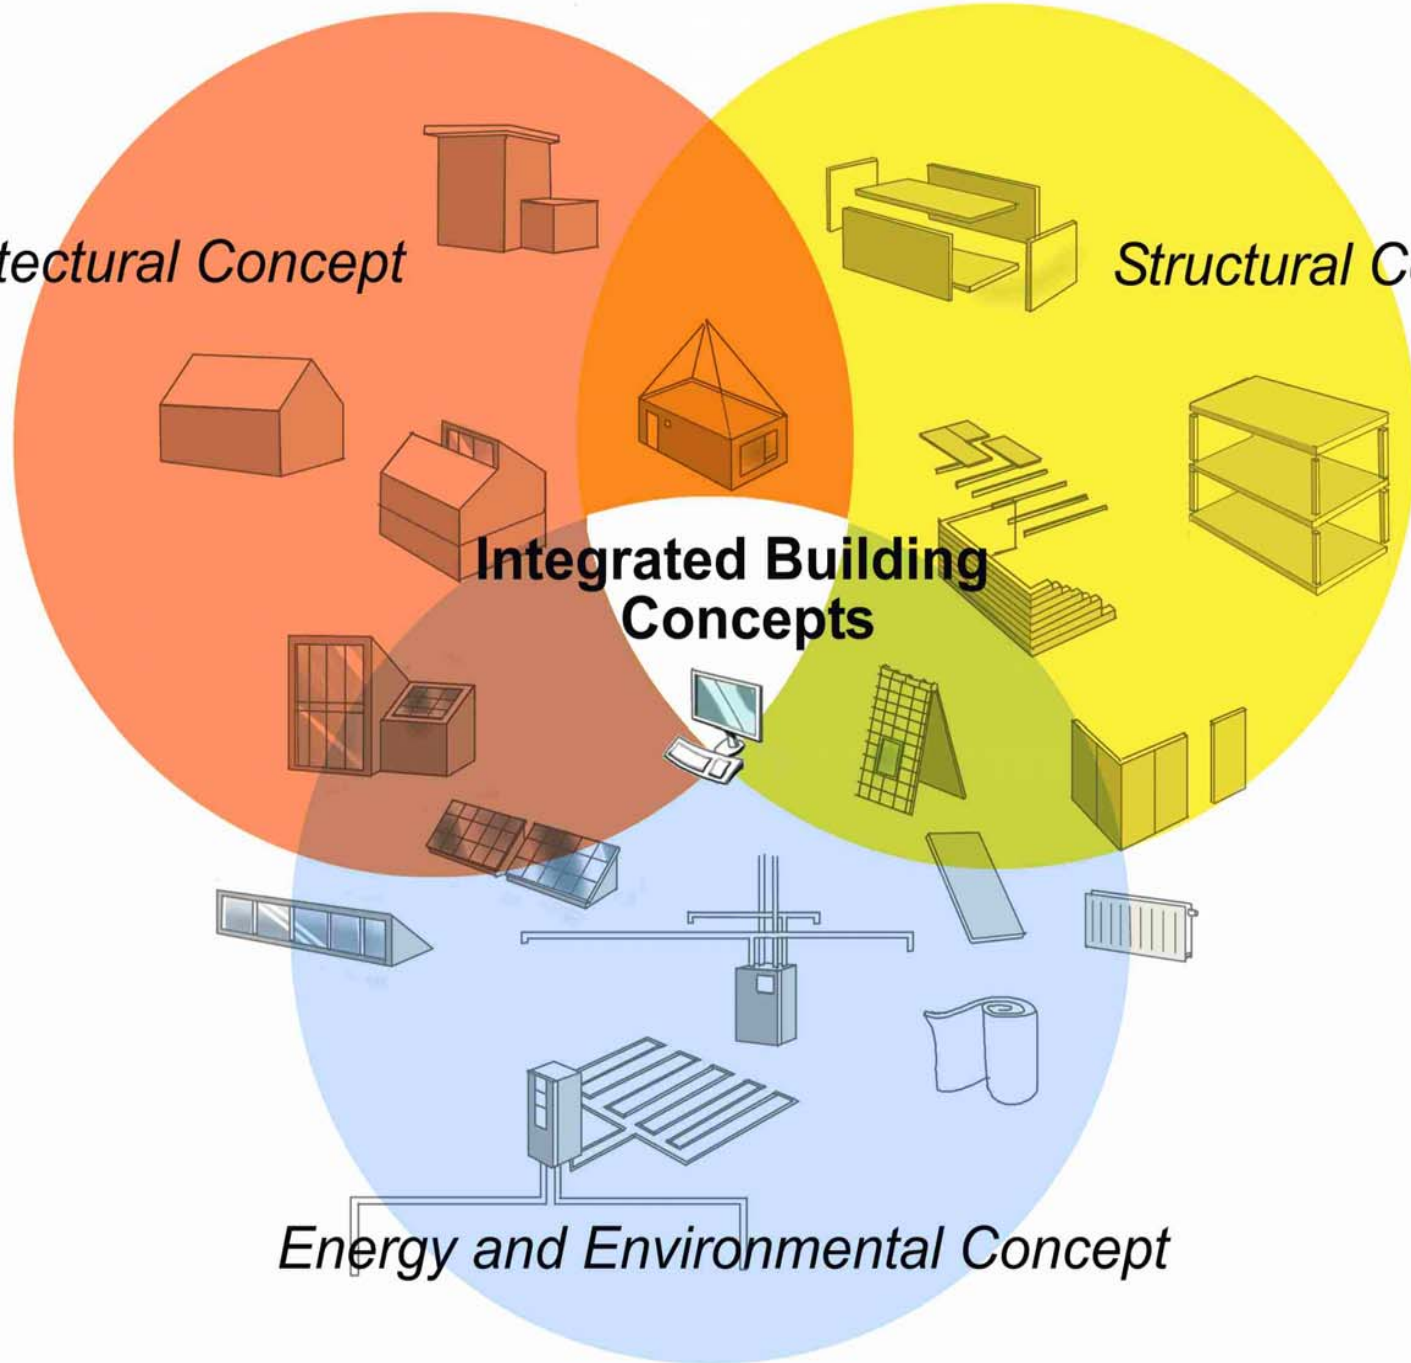 tectural Concept
Structural C
Integrated Building
Concepts
Energy and Environmental Concept